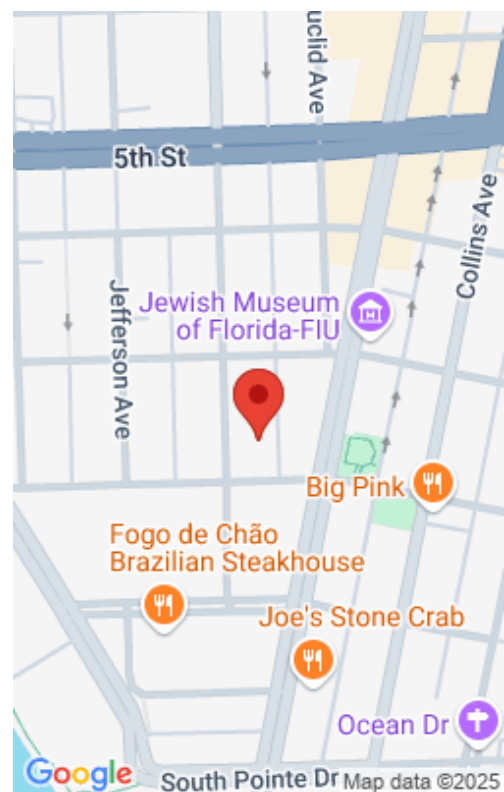 uclid Ave
5th St
Collins Ave
Jewish Museum
of Florida-FIU
Jefferson Ave
Big Pink
Fogo de Chão
Brazilian Steakhouse
Joe's Stone Crab
Ocean Dr
Google
South Pointe Dr
Map data ©2025